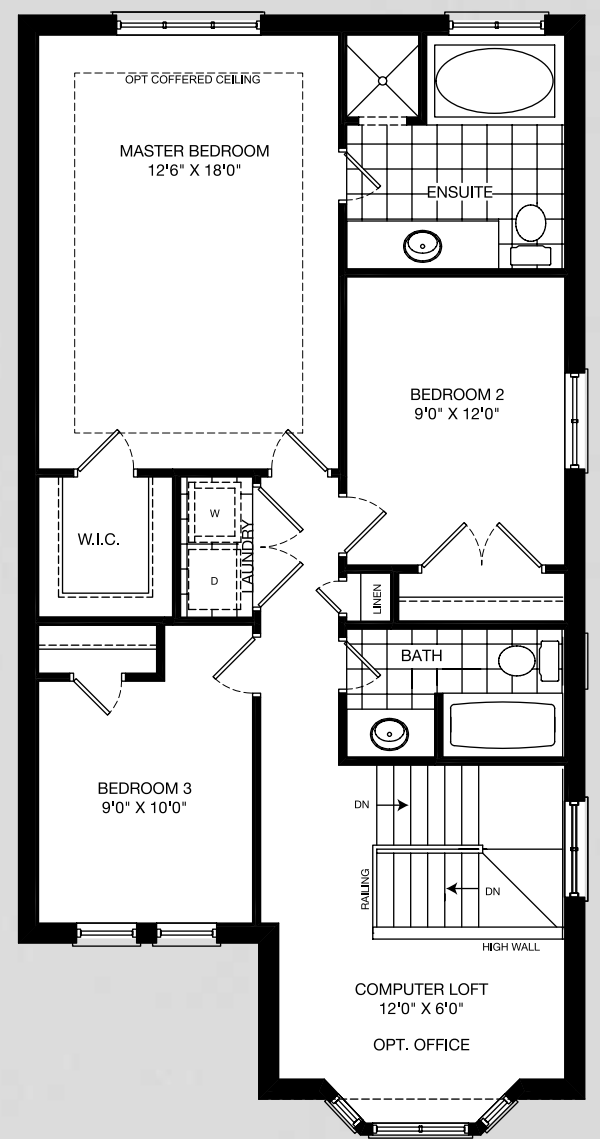 OPT COFFERED CEILING
MASTER BEDROOM
12'6" X 18'0"
ENSUITE
BEDROOM 2
9'0" X 12'0"
W.I.C.
W
D
LAUNDRY
LINEN
BATH
BEDROOM 3
9'0" X 10'0"
DN
RAILING
DN
HIGH WALL
COMPUTER LOFT
12'0" X 6'0"
OPT. OFFICE